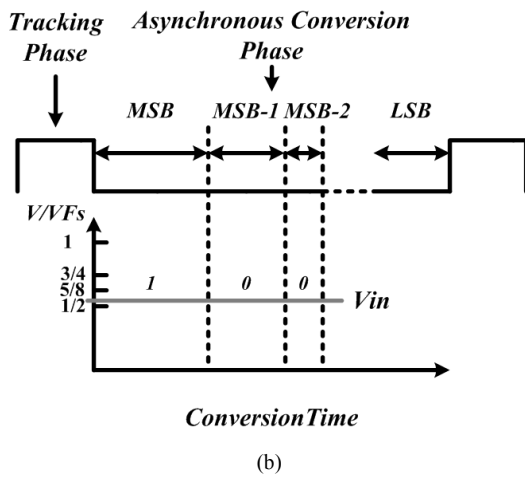 Tracking Phase
Asynchronous Conversion Phase
MSB
MSB-1
MSB-2
LSB
V/VFs
1
3/4
5/8
1/2
1
0
0
Vin
ConversionTime
(b)